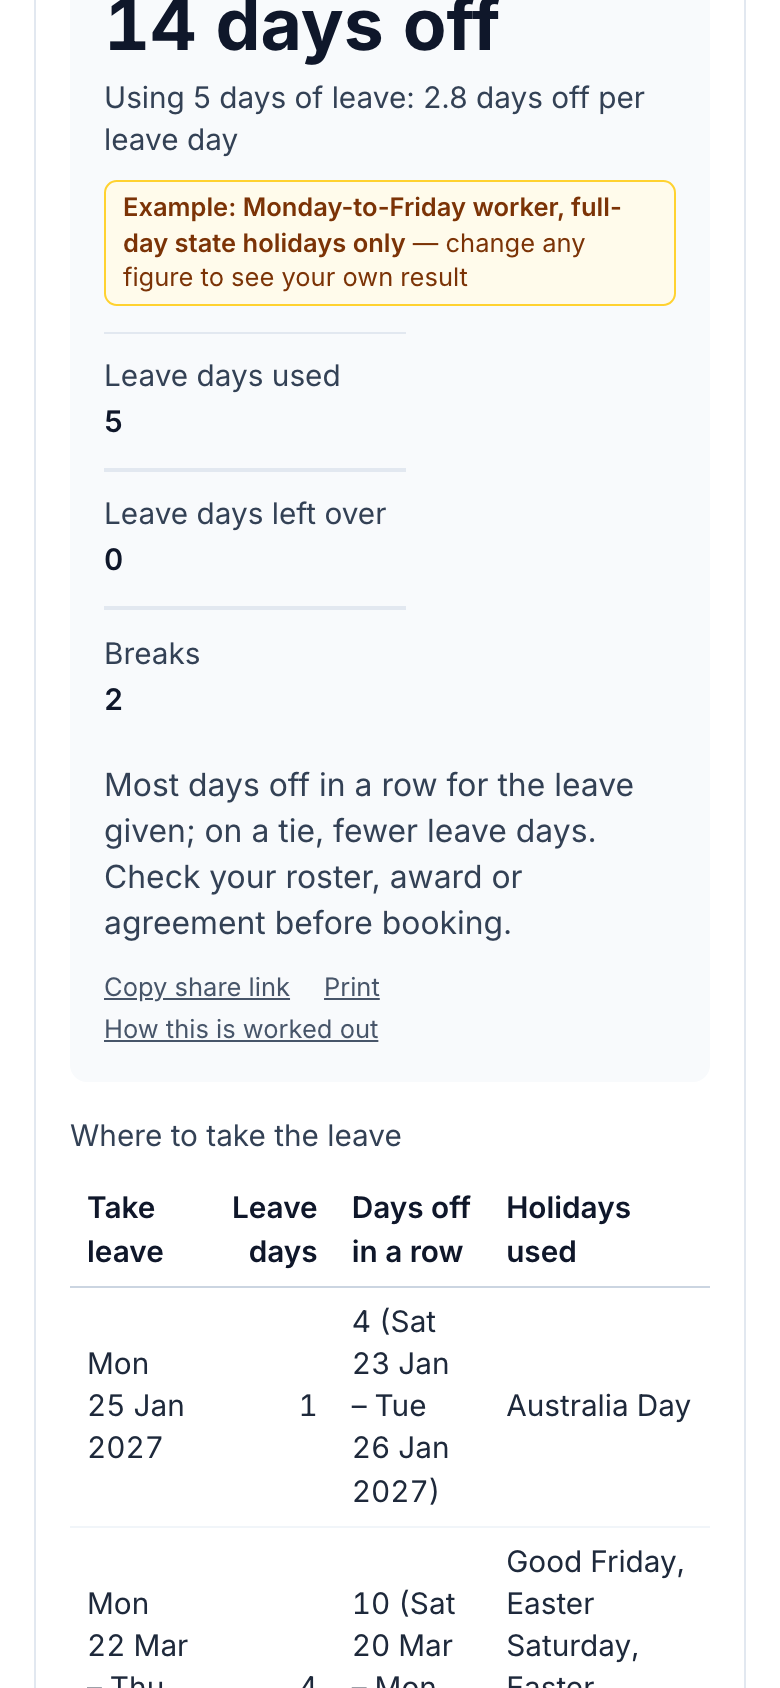 14 days off
Using 5 days of leave: 2.8 days off per
leave day
Example: Monday-to-Friday worker, full-
day state holidays only — change any
figure to see your own result
Leave days used
5
Leave days left over
0
Breaks
2
Most days off in a row for the leave
given; on a tie, fewer leave days.
Check your roster, award or
agreement before booking.
Copy share link Print
How this is worked out
Where to take the leave
Take leave
Leave days
Days off in a row
Holidays used
Mon
25 Jan
2027
1
4 (Sat
23 Jan
– Tue
26 Jan
2027)
Australia Day
Mon
22 Mar
– Thu
4
10 (Sat
20 Mar
– Mon
Good Friday,
Easter
Saturday,
Easter